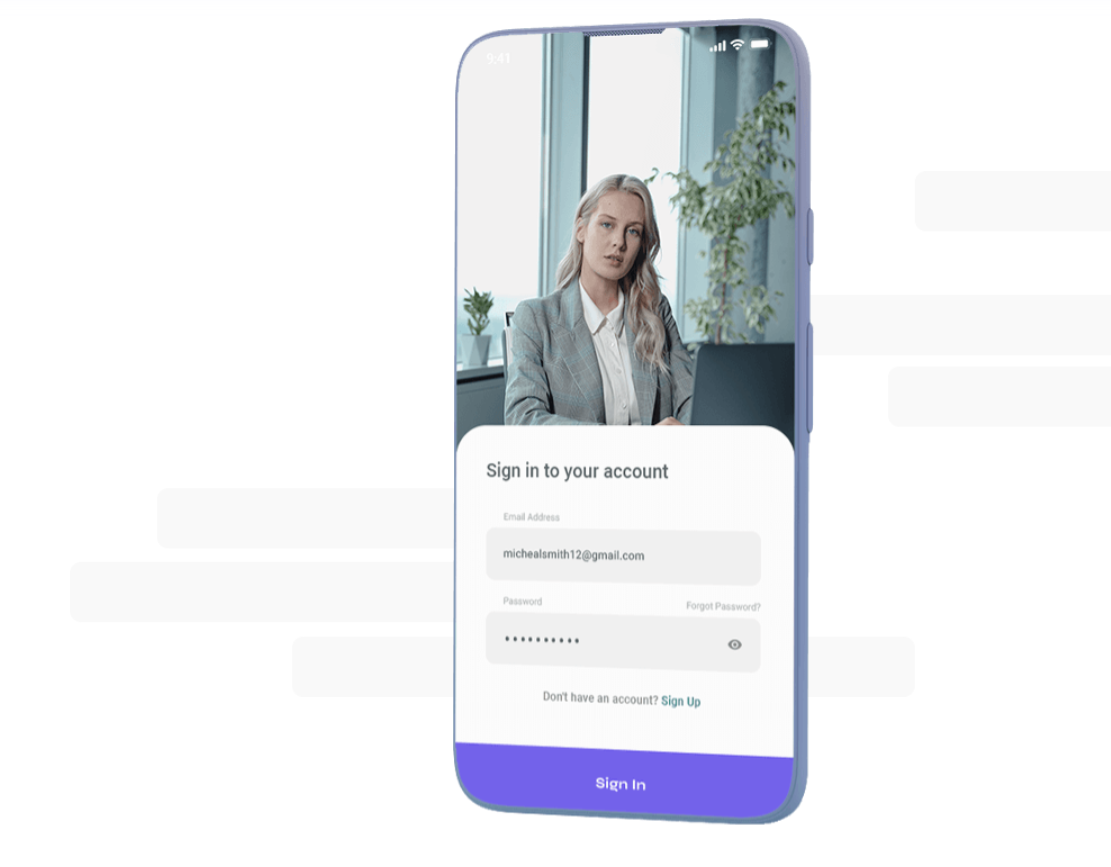 9:41
Sign in to your account
Email Address
michealsmith12@gmail.com
Password
Forgot Password?
••••••••••
Don't have an account? Sign Up
Sign In